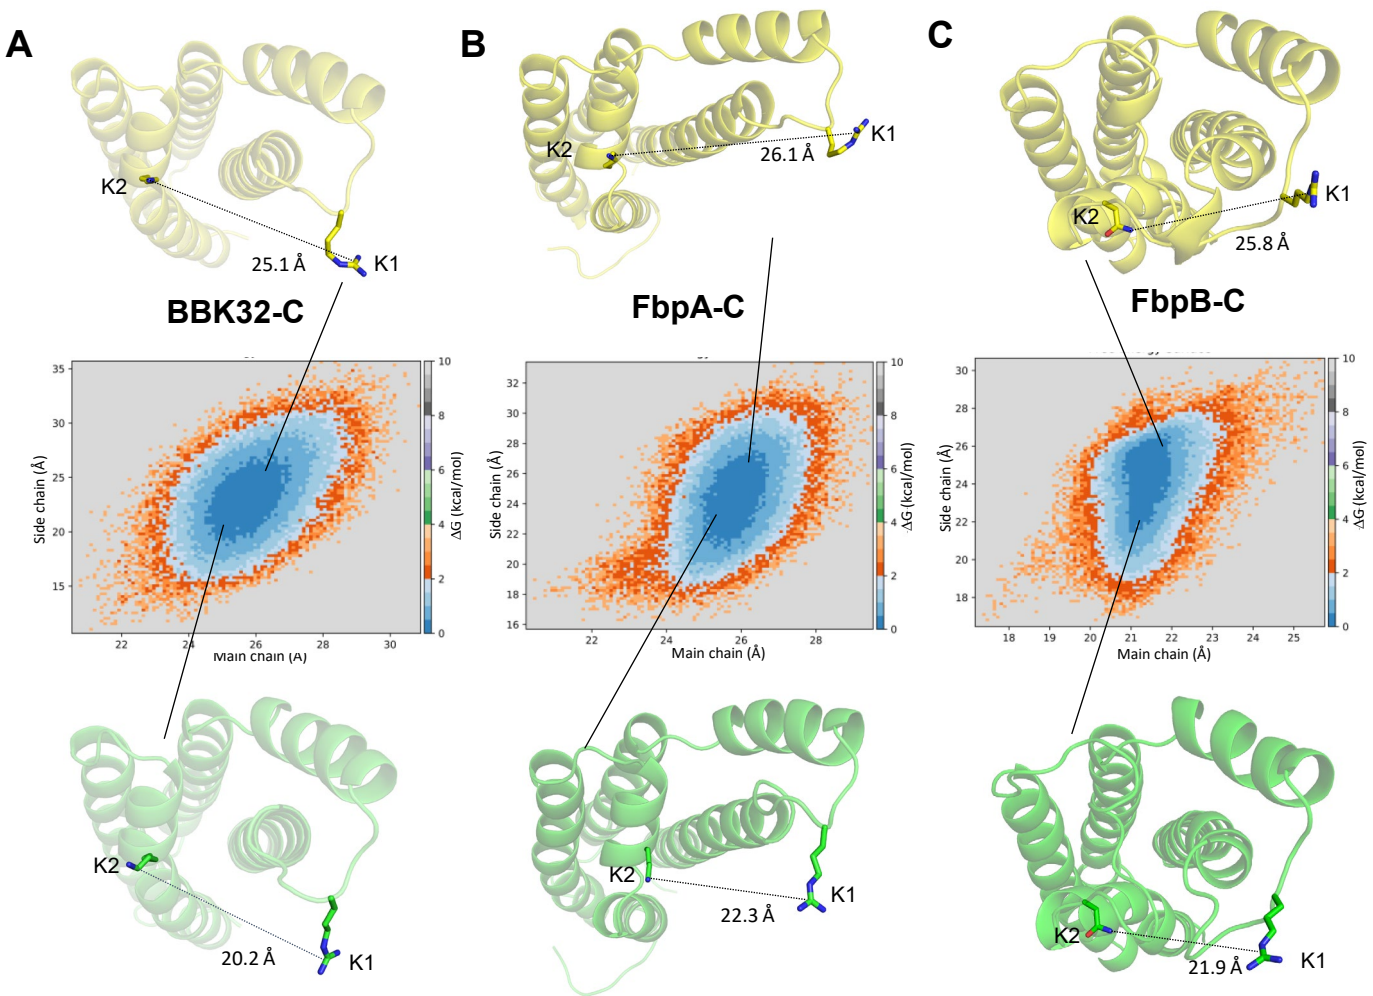 A
B
C
K2
K1
25.1 Å
K2
K1
26.1 Å
K2
K1
25.8 Å
BBK32-C
FbpA-C
FbpB-C
35
30
25
20
15
Side chain (Å)
22
24
26
28
30
Main chain (Å)
10
8
6
4
2
0
ΔG (kcal/mol)
32
30
28
26
24
22
20
18
16
Side chain (Å)
22
24
26
28
Main chain (Å)
10
8
6
4
2
0
ΔG (kcal/mol)
30
28
26
24
22
20
18
Side chain (Å)
18
19
20
21
22
23
24
25
Main chain (Å)
10
8
6
4
2
0
ΔG (kcal/mol)
K2
K1
20.2 Å
K2
K1
22.3 Å
K2
K1
21.9 Å